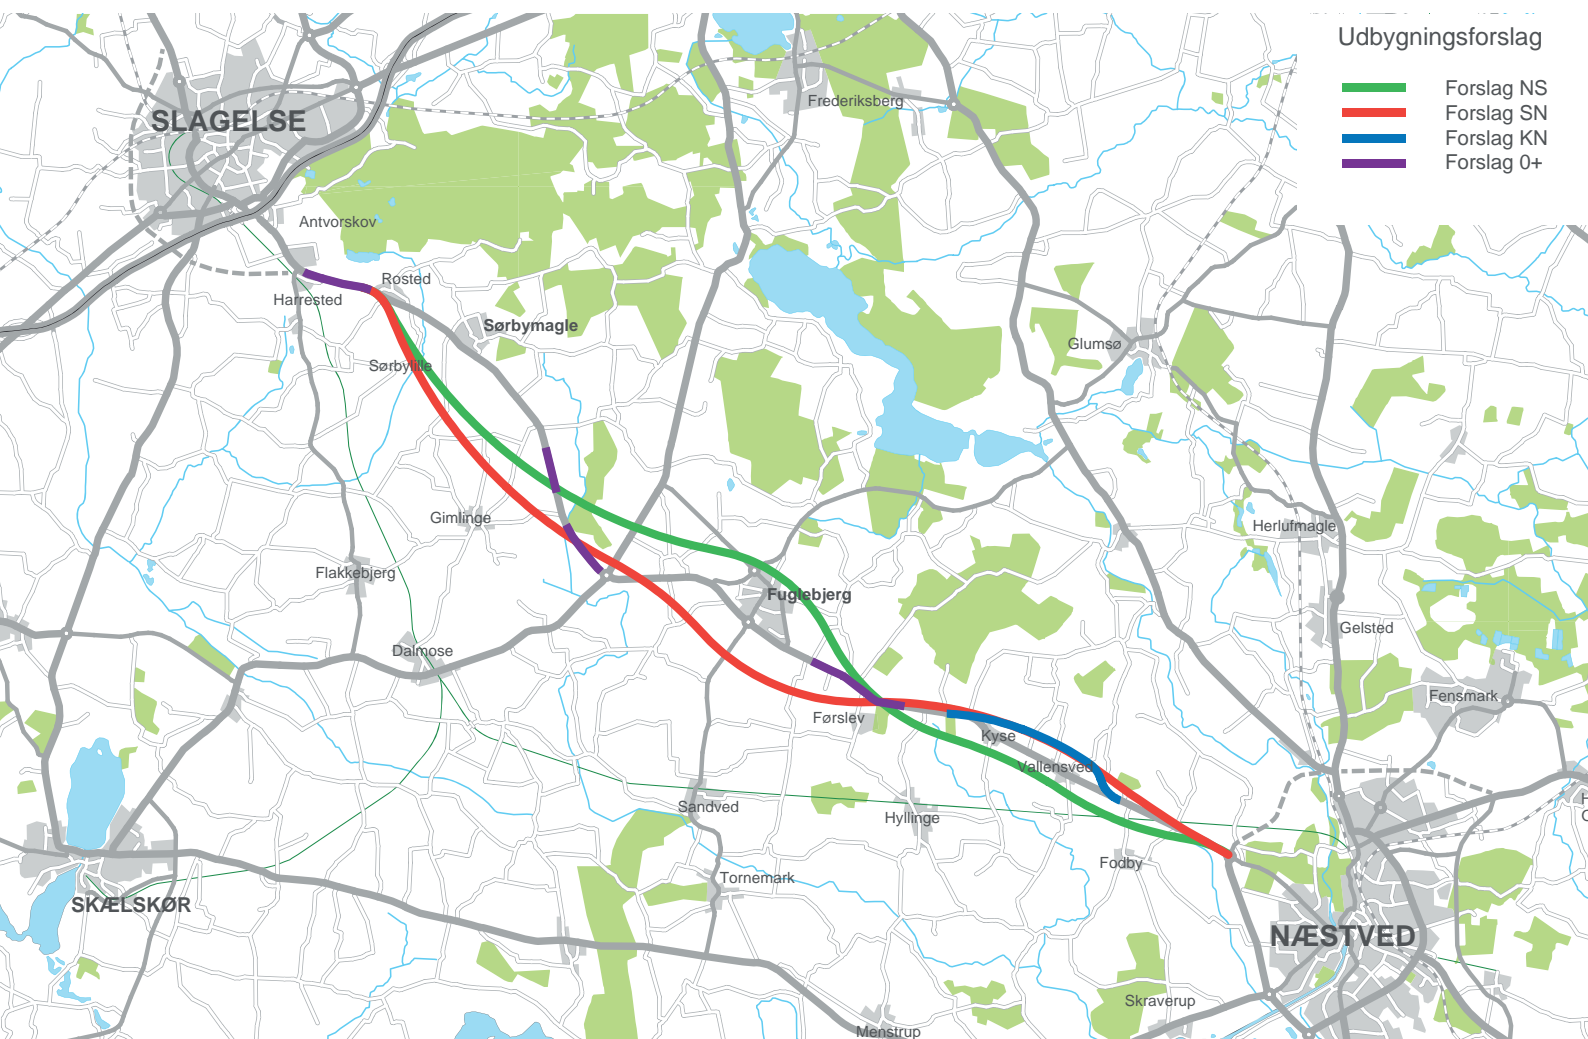 Udbygningsforslag
Forslag NS
Forslag SN
Forslag KN
Forslag 0+
Frederiksberg
SLAGELSE
Antvorskov
Rosted
Harrested
Sørbymagle
Glumsø
Sørbylille
Gimlinge
Herlufmagle
Flakkebjerg
Fuglebjerg
Gelsted
Dalmose
Fensmark
Førslev
Kyse
Vallensved
Sandved
Hyllinge
Fodby
Tornemark
SKÆLSKØR
NÆSTVED
Skraverup
Menstrup